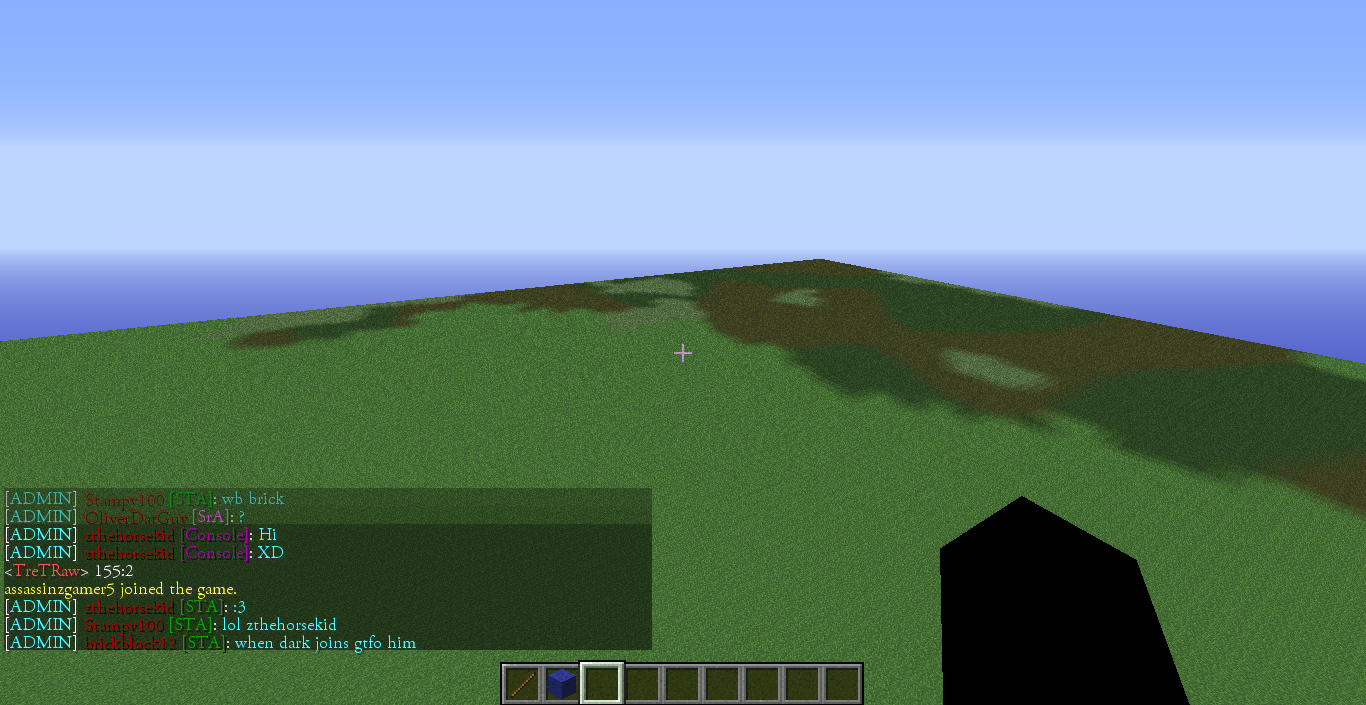 [ADMIN] Stampy100 [STA]: wb brick
[ADMIN] OliverDatGuy [SrA]: ?
[ADMIN] zthehorsekid [Console]: Hi
[ADMIN] zthehorsekid [Console]: XD
<TreTRaw> 155:2
assassinzgamer5 joined the game.
[ADMIN] zthehorsekid [STA]: :3
[ADMIN] Stampy100 [STA]: lol zthehorsekid
[ADMIN] [STA]: when dark joins gtfo him